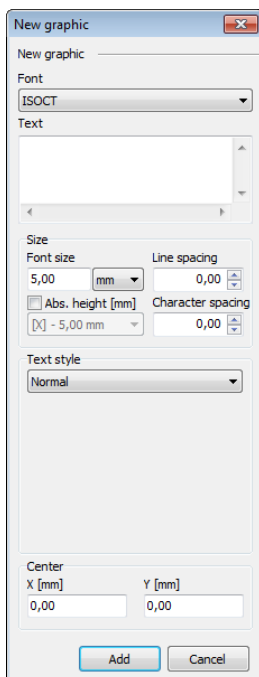 New graphic
New graphic
Font
ISOCT
Text
Size
Font size Line spacing
5,00 mm 0,00
Abs. height [mm] Character spacing
[X] - 5,00 mm 0,00
Text style
Normal
Center
X [mm] Y [mm]
0,00 0,00
Add Cancel